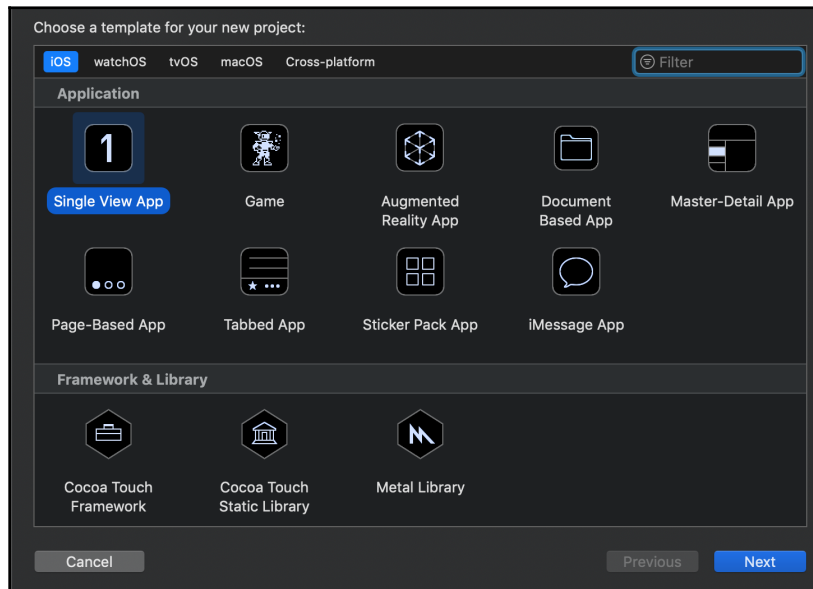 Choose a template for your new project:
iOS watchOS tvOS macOS Cross-platform Filter
Application
1
Single View App Game Augmented Reality App Document Based App Master-Detail App
Page-Based App Tabbed App Sticker Pack App iMessage App
Framework & Library
Cocoa Touch Framework Cocoa Touch Static Library Metal Library
Cancel Previous Next